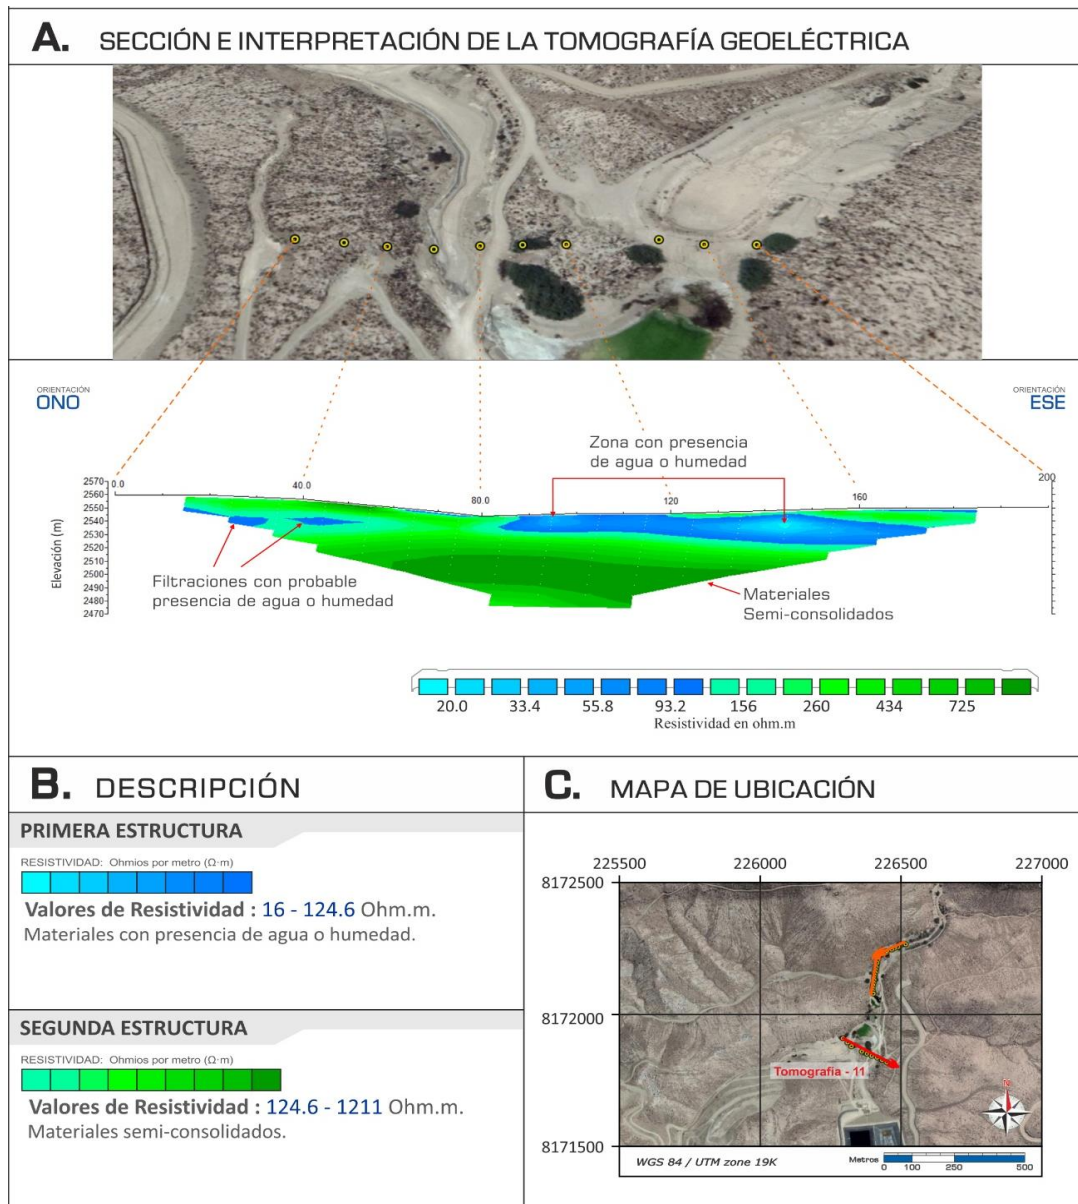 A. SECCIÓN E INTERPRETACIÓN DE LA TOMOGRAFÍA GEOELÉCTRICA
ORIENTACIÓN
ONO
ORIENTACIÓN
ESE
Zona con presencia
de agua o humedad
0.0 40.0 80.0 120 160 200
Elevación (m)
2570
2560
2540
2530
2520
2510
2500
2490
2480
2470
Filtraciones con probable
presencia de agua o humedad
Materiales
Semi-consolidados
20.0 33.4 55.8 93.2 156 260 434 725
Resistividad en ohm.m
B. DESCRIPCIÓN
PRIMERA ESTRUCTURA
RESISTIVIDAD: Ohmios por metro (Ω·m)
Valores de Resistividad : 16 - 124.6 Ohm.m.
Materiales con presencia de agua o humedad.
SEGUNDA ESTRUCTURA
RESISTIVIDAD: Ohmios por metro (Ω·m)
Valores de Resistividad : 124.6 - 1211 Ohm.m.
Materiales semi-consolidados.
C. MAPA DE UBICACIÓN
225500 226000 226500 227000
8172500
8172000
8171500
Tomografía - 11
N
WGS 84 / UTM zone 19K
Metros
0 100 250 500